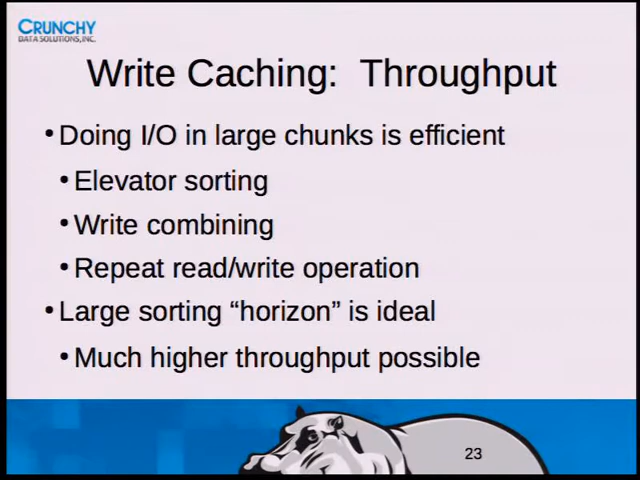 CRUNCHY
DATA SOLUTIONS, INC.
Write Caching: Throughput
• Doing I/O in large chunks is efficient
• Elevator sorting
• Write combining
• Repeat read/write operation
• Large sorting “horizon” is ideal
• Much higher throughput possible
23